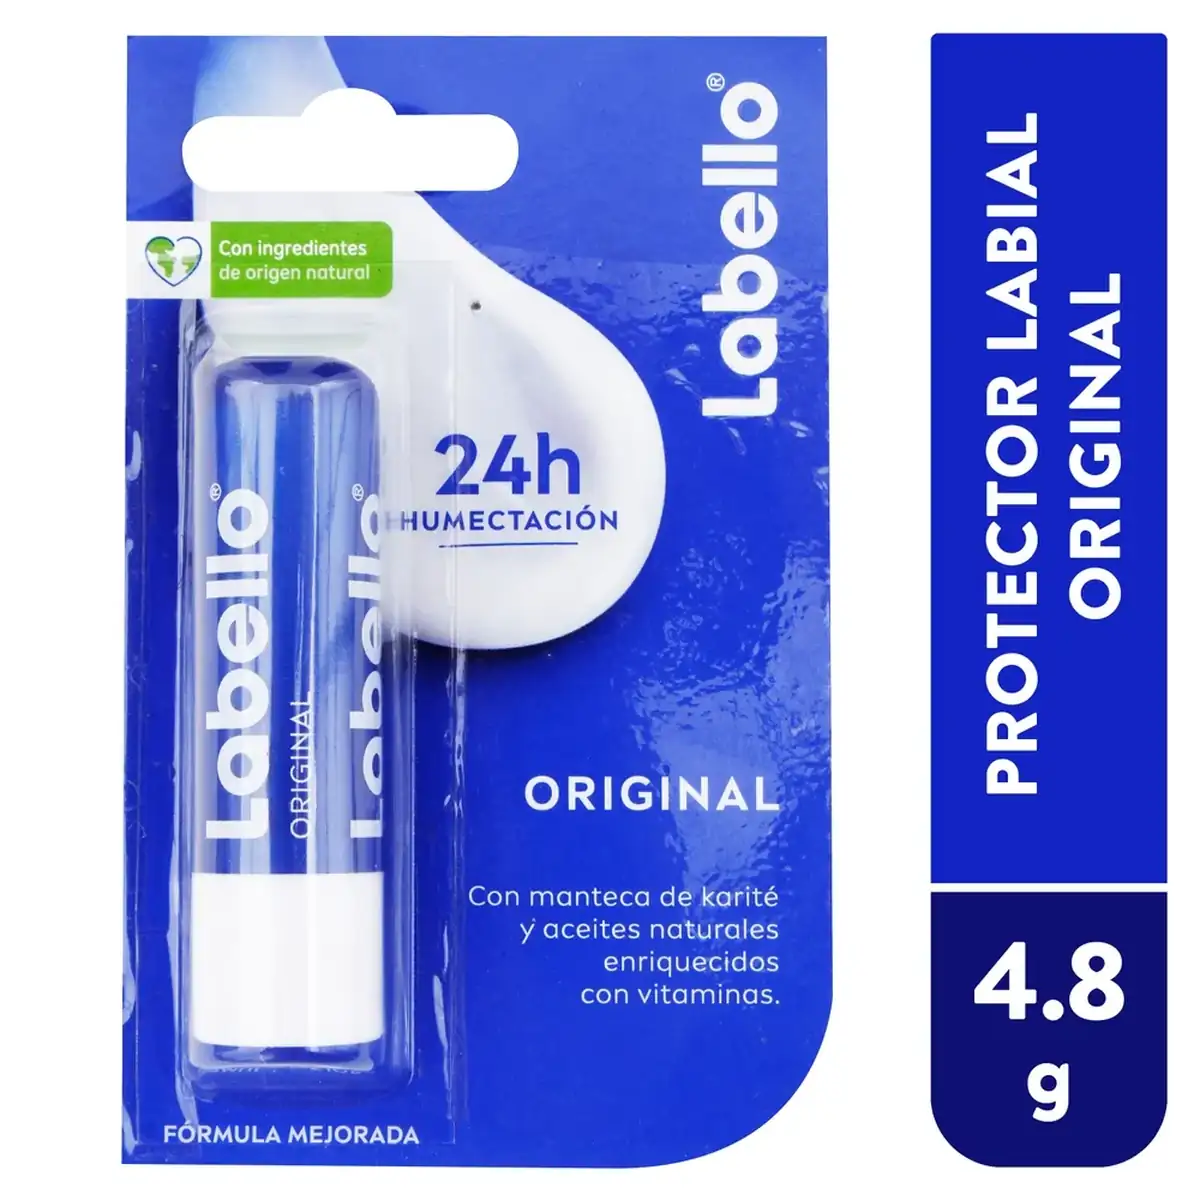 Con ingredientes
de origen natural
Labello®
24h
HUMECTACIÓN
Labello®
ORIGINAL
Labello®
ORIGINAL
Con manteca de karité
y aceites naturales
enriquecidos
con vitaminas.
FÓRMULA MEJORADA
PROTECTOR LABIAL
ORIGINAL
4.8
g